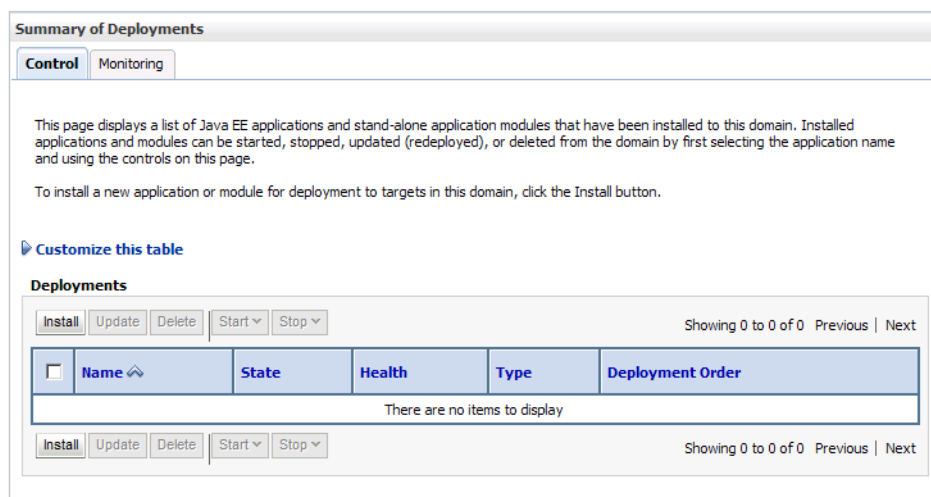 Summary of Deployments
Control Monitoring
This page displays a list of Java EE applications and stand-alone application modules that have been installed to this domain. Installed
applications and modules can be started, stopped, updated (redeployed), or deleted from the domain by first selecting the application name
and using the controls on this page.
To install a new application or module for deployment to targets in this domain, click the Install button.
Customize this table
Deployments
Install Update Delete Start Stop Showing 0 to 0 of 0 Previous | Next
Name State Health Type Deployment Order
There are no items to display
Install Update Delete Start Stop Showing 0 to 0 of 0 Previous | Next